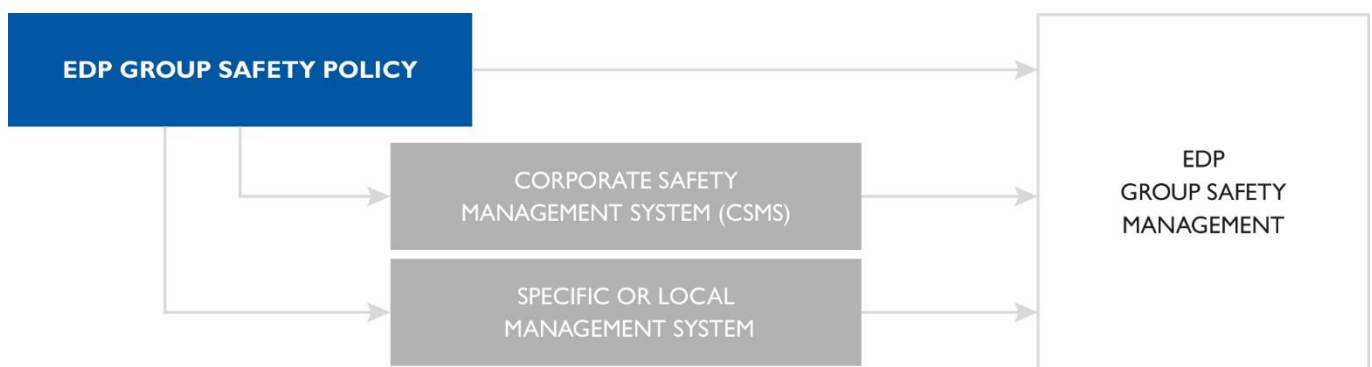 EDP GROUP SAFETY POLICY
CORPORATE SAFETY
MANAGEMENT SYSTEM (CSMS)
SPECIFIC OR LOCAL
MANAGEMENT SYSTEM
EDP
GROUP SAFETY
MANAGEMENT